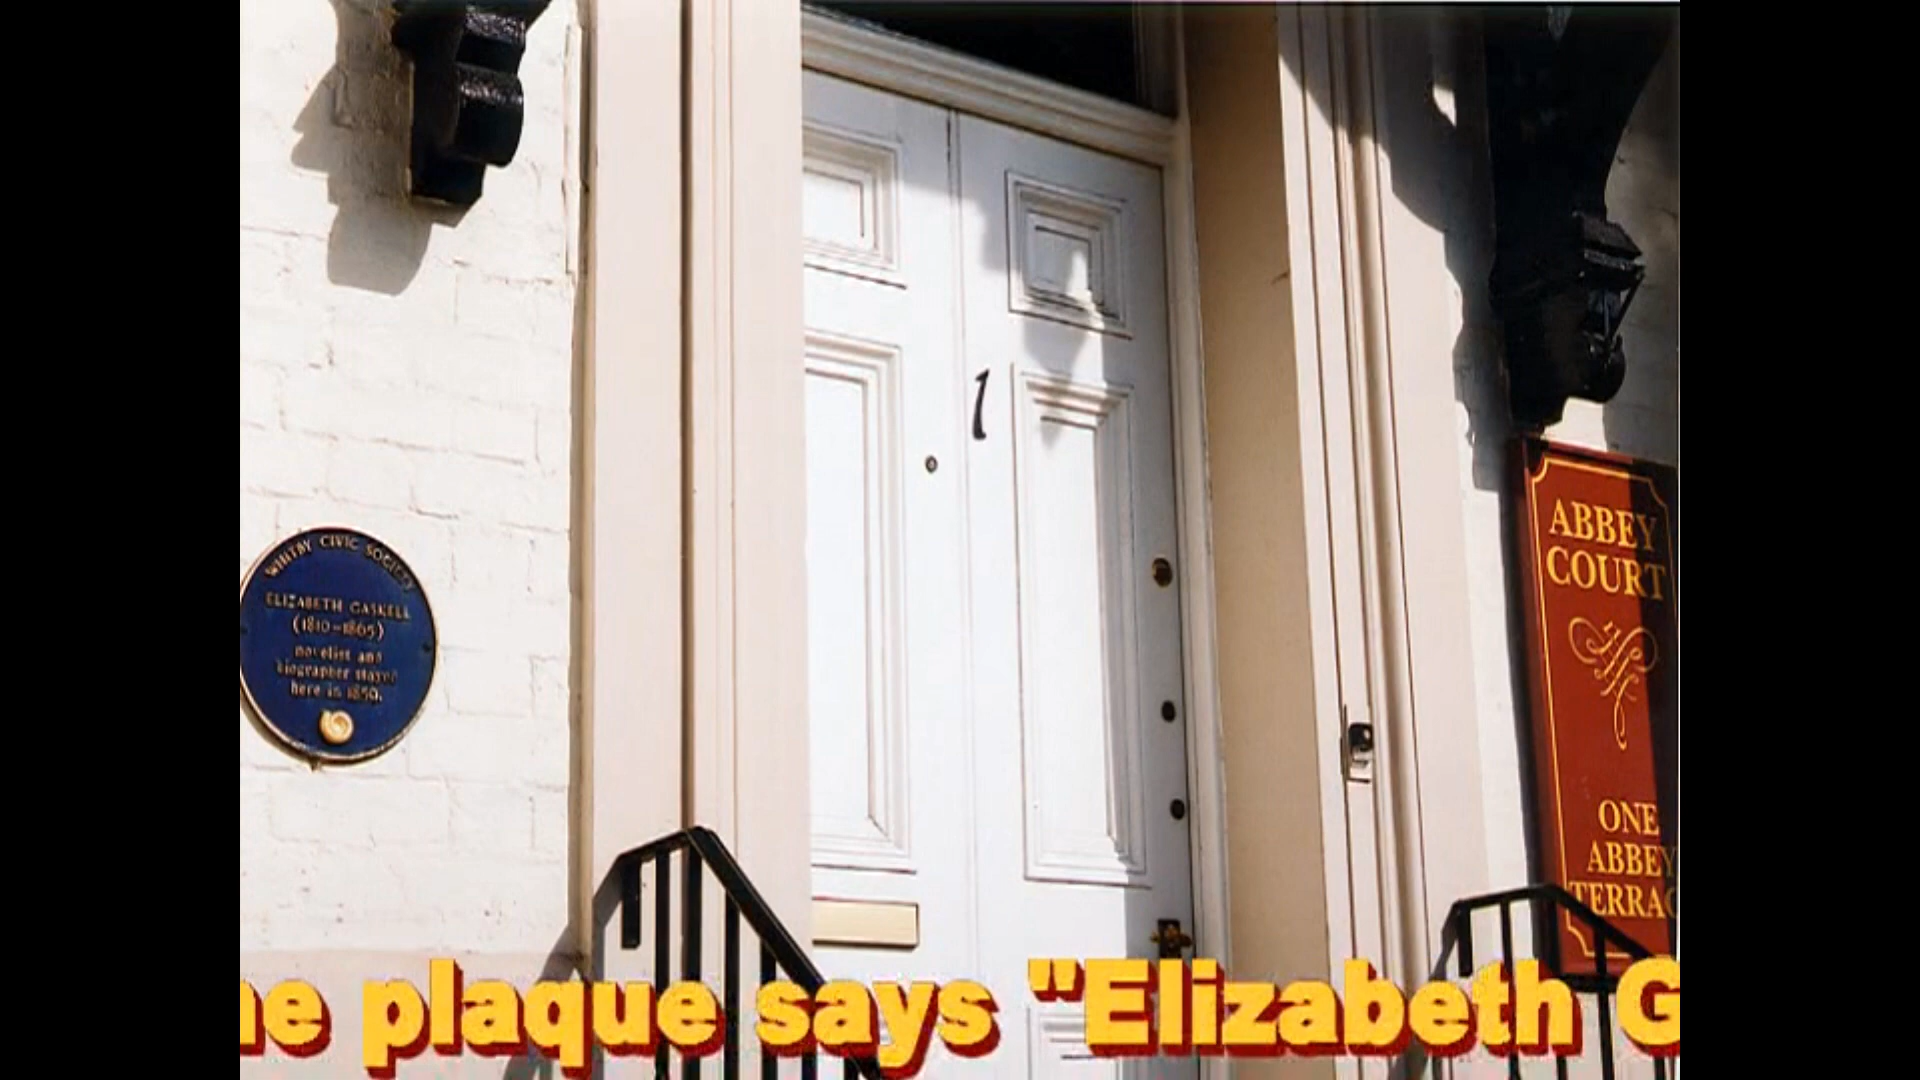 WHITBY CIVIC SOCIETY
ELIZABETH GASKELL
(1810-1865)
novelist and
biographer stayed
here in 1850.
1
ABBEY
COURT
ONE
ABBEY
TERRAC
he plaque says "Elizabeth G